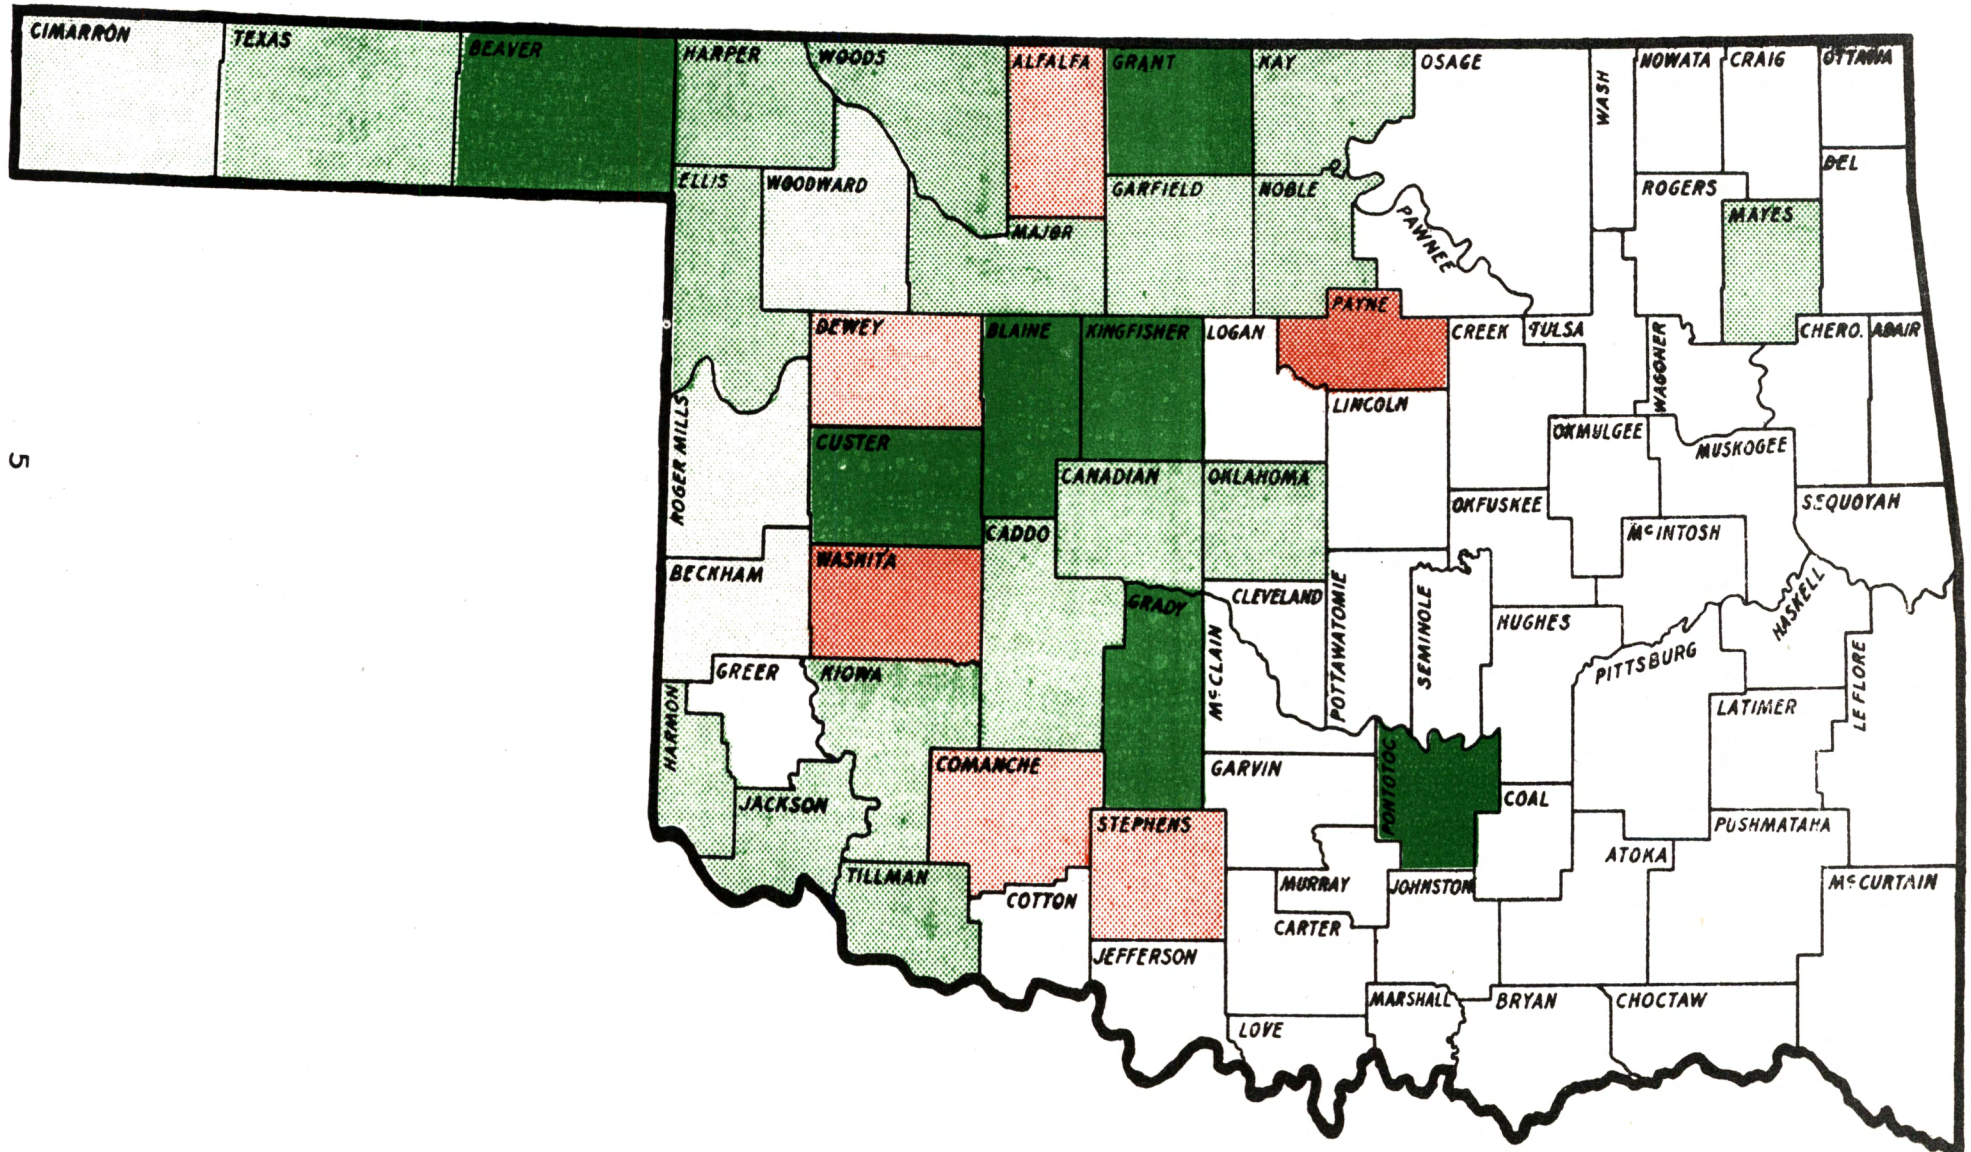 CIMARRON
TEXAS
BEAVER
HARPER
WOODS
ALFALFA
GRANT
KAY
OSAGE
WASH
NOWATA
CRAIG
OTTAWA
DEL
ELLIS
WOODWARD
MAJOR
GARFIELD
NOBLE
PAWNEE
ROGERS
MAYES
DEWEY
BLAINE
KINGFISHER
LOGAN
PAYNE
CREEK
TULSA
WAGONER
CHERO.
ADAIR
ROGER MILLS
CUSTER
CANADIAN
OKLAHOMA
LINCOLN
OKMULGEE
MUSKOGEE
5
OKFUSKEE
SEQUOYAH
BECKHAM
WASHITA
CADDO
GRADY
CLEVELAND
MCCLAIN
POTTAWATOMIE
SEMINOLE
HUGHES
MCINTOSH
HASKELL
PITTSBURG
LATIMER
LE FLORE
HARMON
GREER
KIOWA
JACKSON
COMANCHE
STEPHENS
GARVIN
PONTOTOC
COAL
ATOKA
PUSHMATAHA
TILLMAN
COTTON
MURRAY
JOHNSTON
MCCURTAIN
CARTER
JEFFERSON
LOVE
MARSHALL
BRYAN
CHOCTAW